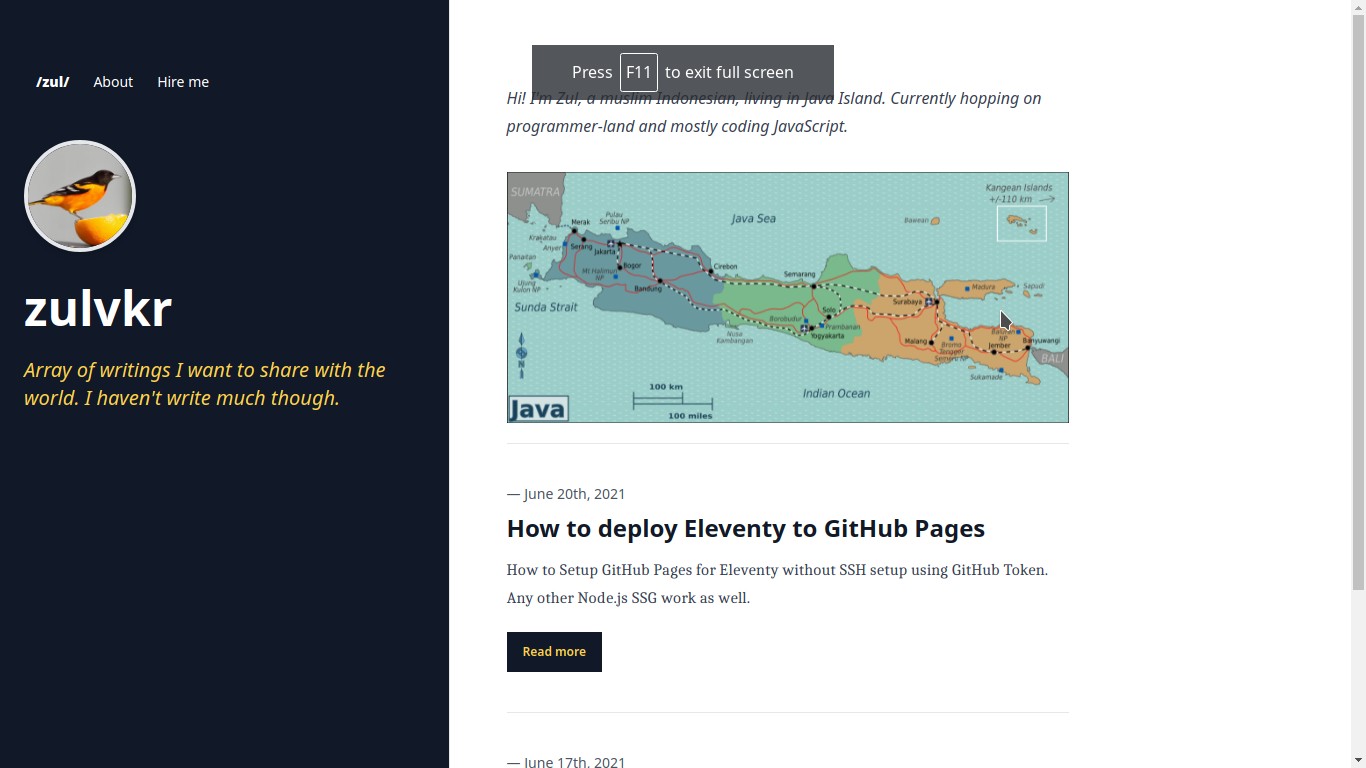 /zul/ About Hire me
zulvkr
Array of writings I want to share with the
world. I haven't write much though.
Press F11 to exit full screen
Hi! I'm Zul, a muslim Indonesian, living in Java Island. Currently hopping on
programmer-land and mostly coding JavaScript.
SUMATRA
Kangean Islands
+/-110 km
Java Sea
Bawean
Merak
Pulau
Seribu NP
Krakatau
Anyer
Serang
Jakarta
Panaitan
Bogor
Cirebon
Mt Halimun
NP
Ujung
Kulon NP
Bandung
Semarang
Madura
Sapudi
Sunda Strait
Surabaya
Solo
Borobudur
Prambanan
Yogyakarta
Nusa
Kambangan
Baluran
NP
Malang
Bromo
Tengger
Semeru NP
Jember
Banyuwangi
BALI
Sukamade
N
100 km
100 miles
Indian Ocean
Java
— June 20th, 2021
How to deploy Eleventy to GitHub Pages
How to Setup GitHub Pages for Eleventy without SSH setup using GitHub Token.
Any other Node.js SSG work as well.
Read more
— June 17th, 2021